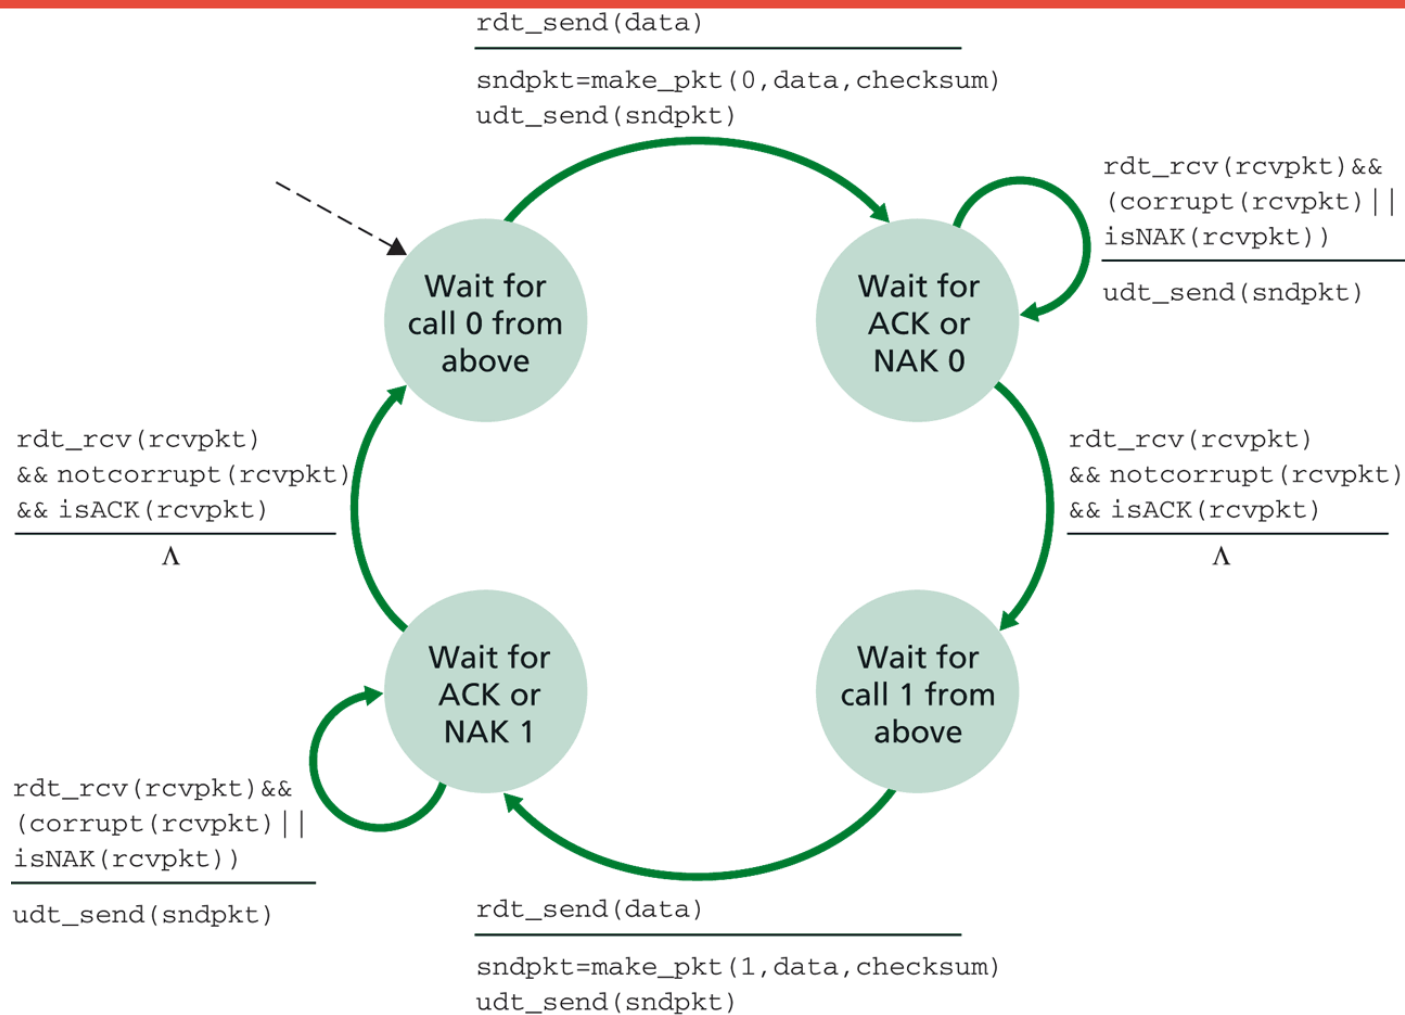 rdt_send(data)
sndpkt=make_pkt(0,data,checksum)
udt_send(sndpkt)
rdt_rcv(rcvpkt)&&
(corrupt(rcvpkt)||
isNAK(rcvpkt))
udt_send(sndpkt)
Wait for
call 0 from
above
Wait for
ACK or
NAK 0
rdt_rcv(rcvpkt)
&& notcorrupt(rcvpkt)
&& isACK(rcvpkt)
Λ
rdt_rcv(rcvpkt)
&& notcorrupt(rcvpkt)
&& isACK(rcvpkt)
Λ
Wait for
ACK or
NAK 1
Wait for
call 1 from
above
rdt_rcv(rcvpkt)&&
(corrupt(rcvpkt)||
isNAK(rcvpkt))
udt_send(sndpkt)
rdt_send(data)
sndpkt=make_pkt(1,data,checksum)
udt_send(sndpkt)